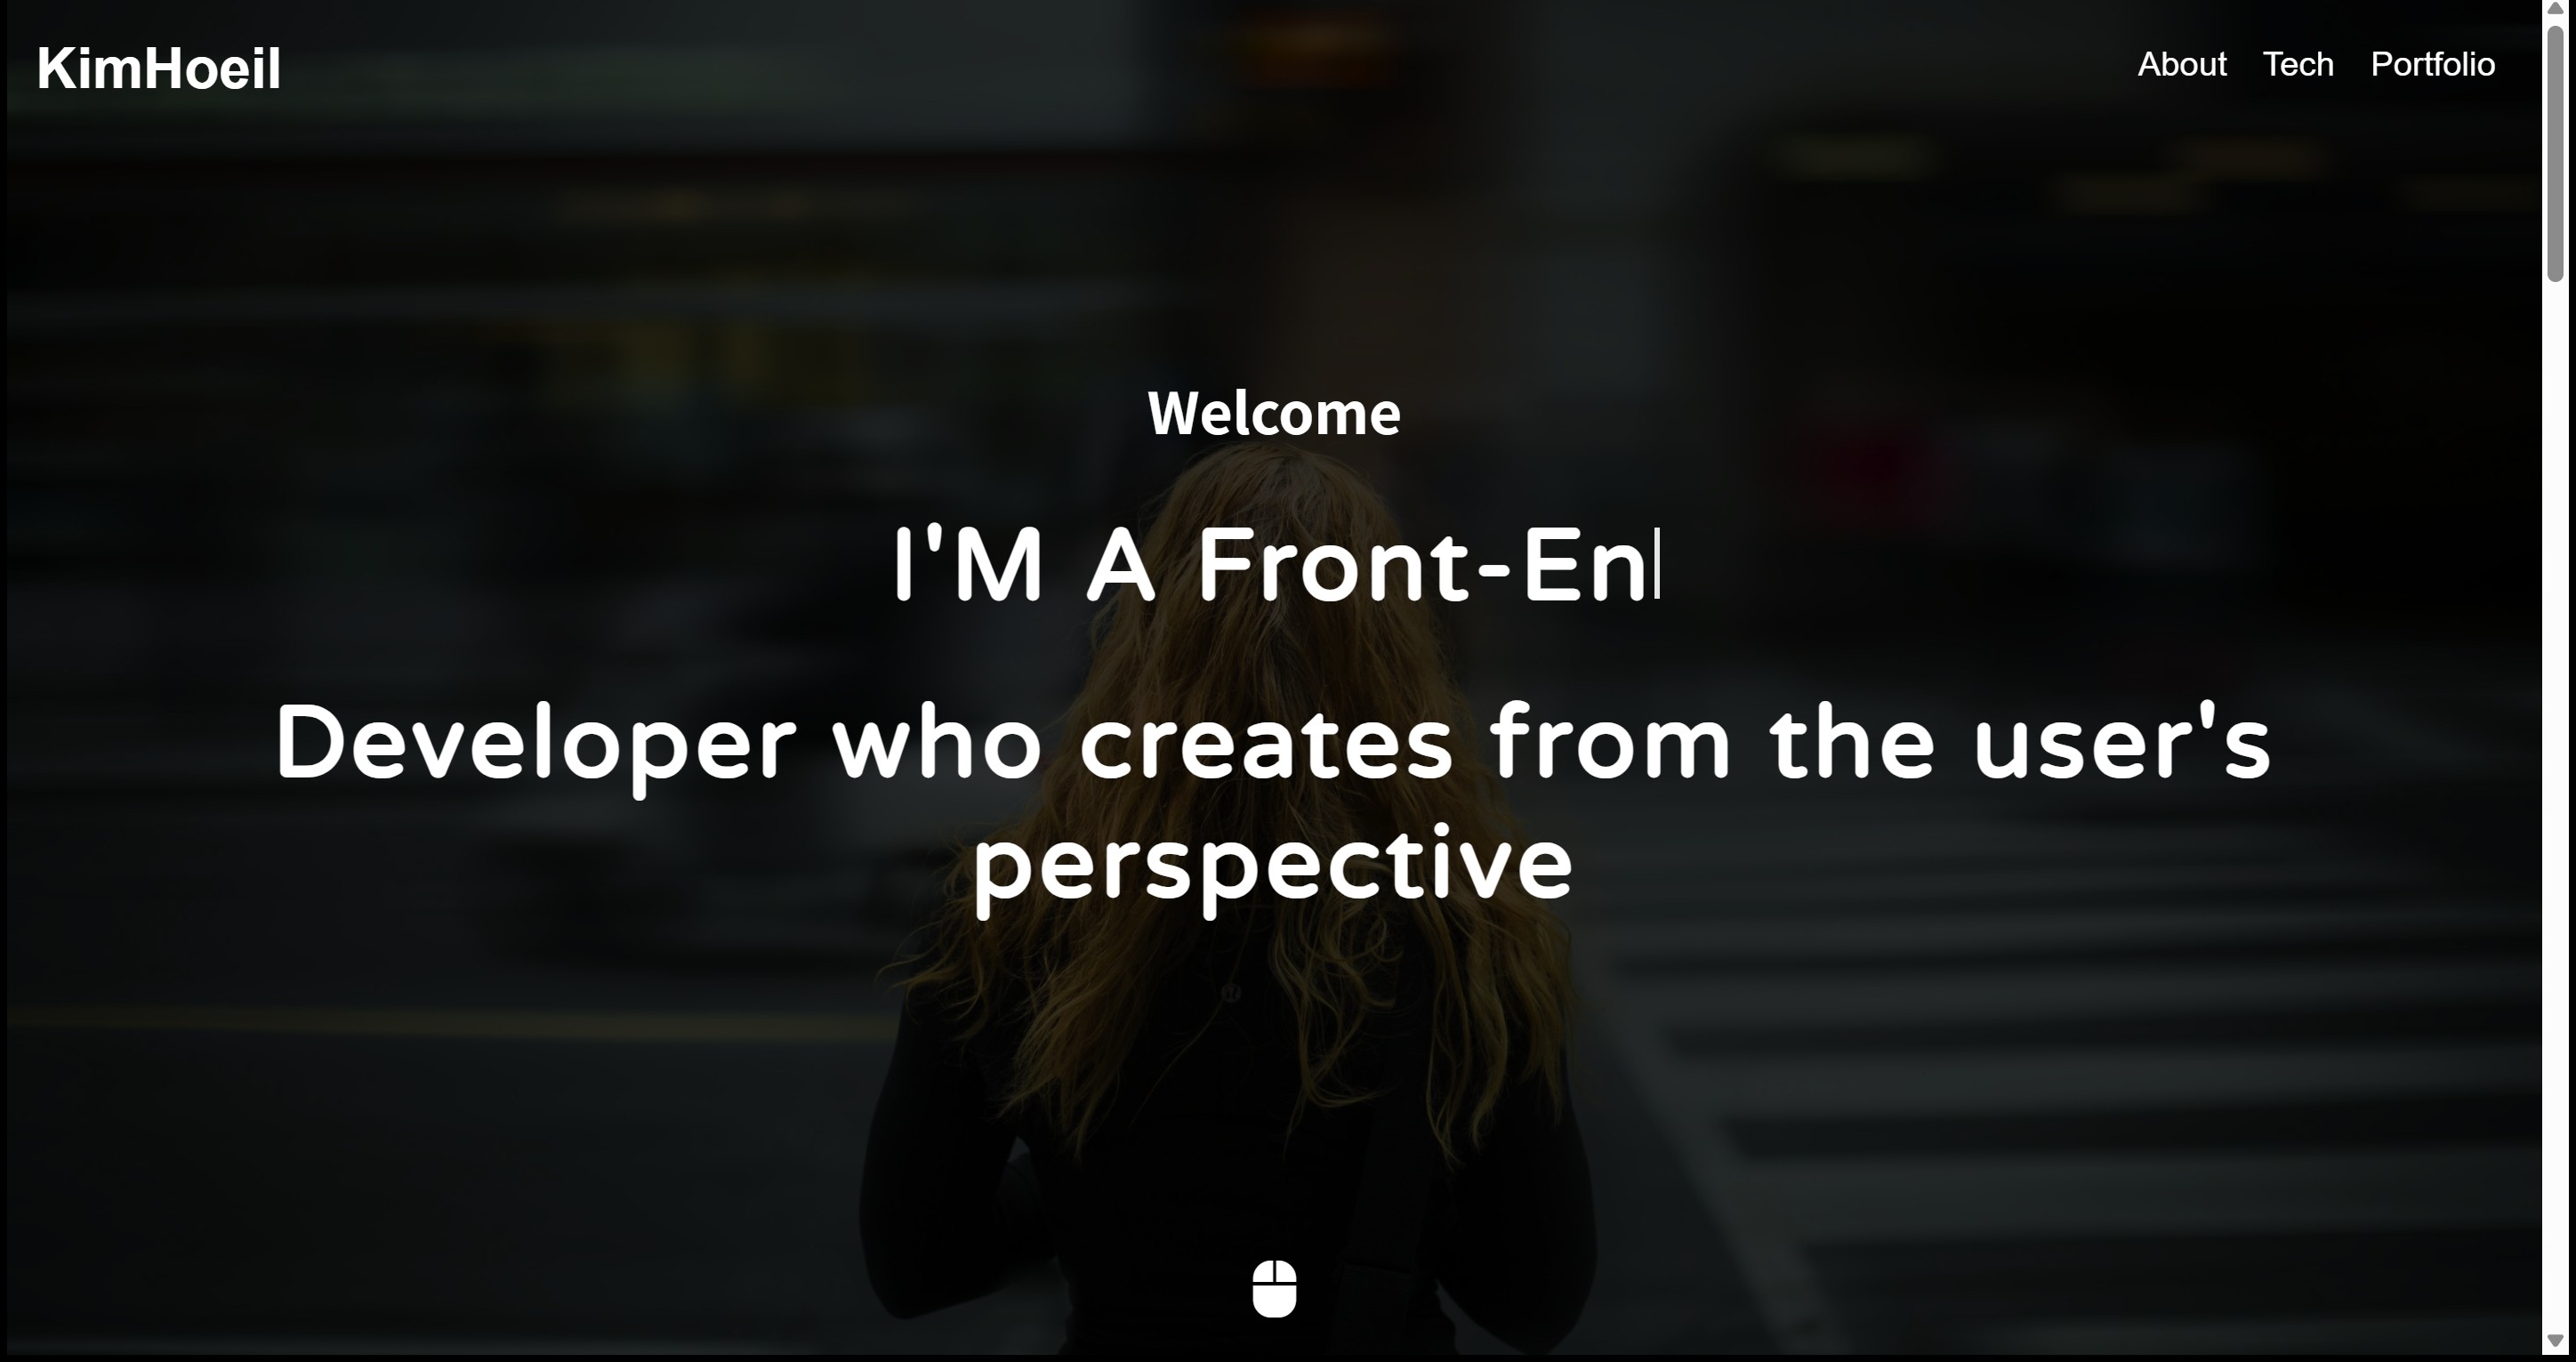 KimHoeil
About Tech Portfolio
Welcome
I'M A Front-En
Developer who creates from the user's
perspective